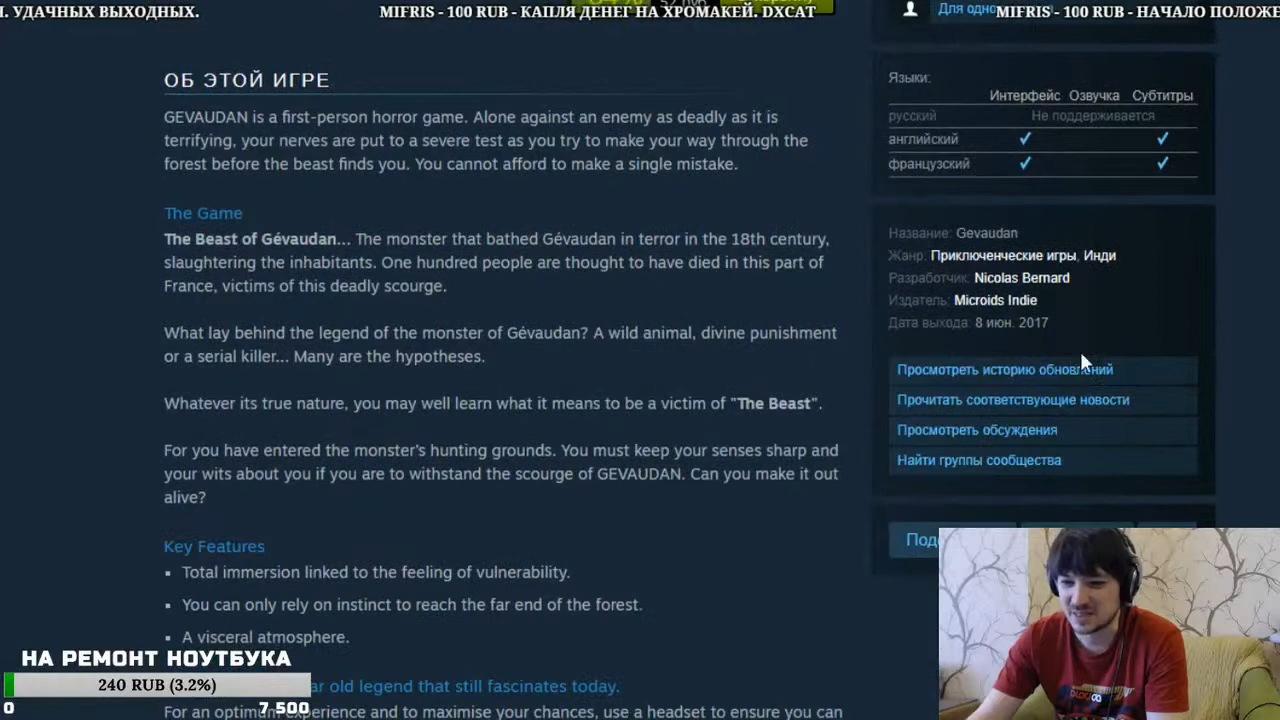 . УДАЧНЫХ ВЫХОДНЫХ.
MIFRIS - 100 RUB - КАПЛЯ ДЕНЕГ НА ХРОМАКЕЙ. DXCAT
MIFRIS - 100 RUB - НАЧАЛО ПОЛОЖЕ
Для одно
ОБ ЭТОЙ ИГРЕ
GEVAUDAN is a first-person horror game. Alone against an enemy as deadly as it is
terrifying, your nerves are put to a severe test as you try to make your way through the
forest before the beast finds you. You cannot afford to make a single mistake.
The Game
The Beast of Gévaudan... The monster that bathed Gévaudan in terror in the 18th century,
slaughtering the inhabitants. One hundred people are thought to have died in this part of
France, victims of this deadly scourge.
What lay behind the legend of the monster of Gévaudan? A wild animal, divine punishment
or a serial killer... Many are the hypotheses.
Whatever its true nature, you may well learn what it means to be a victim of "The Beast".
For you have entered the monster's hunting grounds. You must keep your senses sharp and
your wits about you if you are to withstand the scourge of GEVAUDAN. Can you make it out
alive?
Key Features
▪ Total immersion linked to the feeling of vulnerability.
▪ You can only rely on instinct to reach the far end of the forest.
▪ A visceral atmosphere.
ar old legend that still fascinates today.
For an optimum experience and to maximise your chances, use a headset to ensure you can
Языки:
Интерфейс Озвучка Субтитры
русский Не поддерживается
английский ✓ ✓
французский ✓ ✓
Название: Gevaudan
Жанр: Приключенческие игры, Инди
Разработчик: Nicolas Bernard
Издатель: Microids Indie
Дата выхода: 8 июн. 2017
Просмотреть историю обновлений
Прочитать соответствующие новости
Просмотреть обсуждения
Найти группы сообщества
Под
НА РЕМОНТ НОУТБУКА
240 RUB (3.2%)
0 7 500